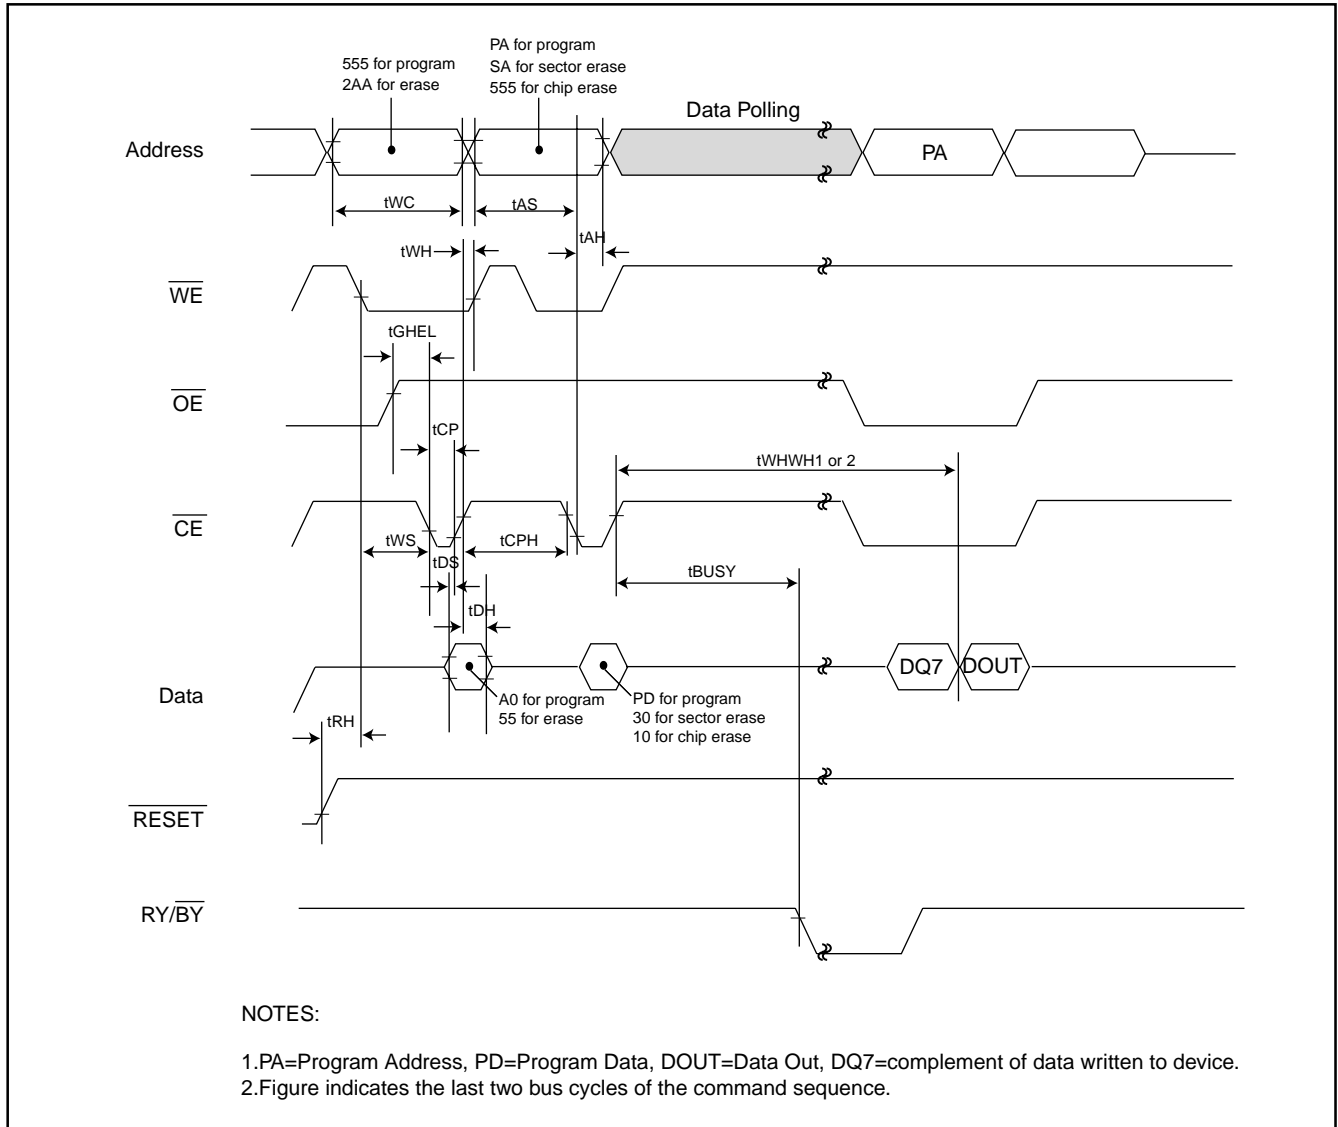 555 for program
2AA for erase
PA for program
SA for sector erase
555 for chip erase
Data Polling
Address
PA
tWC
tAS
tAH
tWH
WE
tGHEL
OE
tCP
tWHWH1 or 2
CE
tWS
tCPH
tDS
tBUSY
tDH
Data
DQ7
DOUT
A0 for program
55 for erase
PD for program
30 for sector erase
10 for chip erase
tRH
RESET
RY/BY
NOTES:
1.PA=Program Address, PD=Program Data, DOUT=Data Out, DQ7=complement of data written to device.
2.Figure indicates the last two bus cycles of the command sequence.